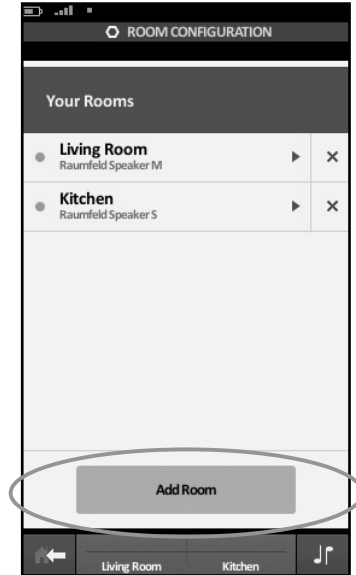 ROOM CONFIGURATION
Your Rooms
Living Room
Raumfeld Speaker M
Kitchen
Raumfeld Speaker S
Add Room
Living Room Kitchen